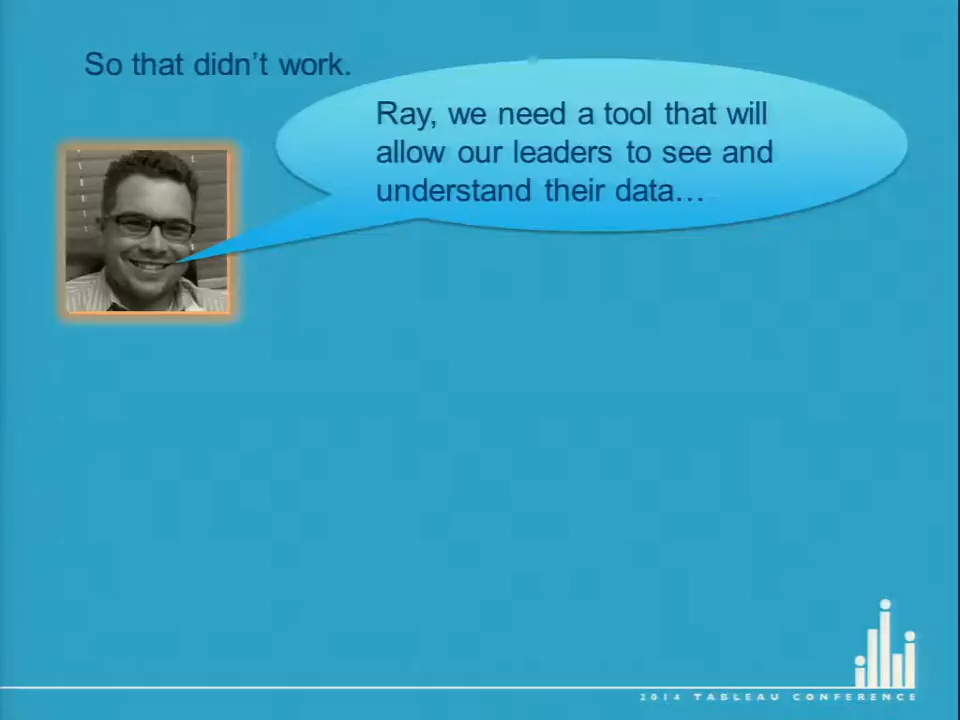 So that didn’t work.
Ray, we need a tool that will
allow our leaders to see and
understand their data…
2014 TABLEAU CONFERENCE